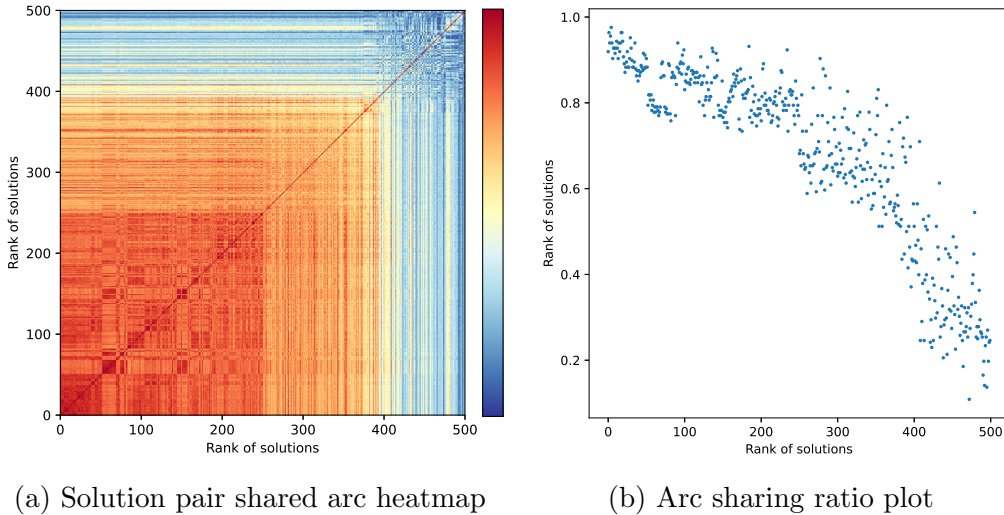 500
400
300
200
100
0
Rank of solutions
0 100 200 300 400 500
Rank of solutions
1.0
0.8
0.6
0.4
0.2
0 100 200 300 400 500
Rank of solutions
Rank of solutions
(a) Solution pair shared arc heatmap
(b) Arc sharing ratio plot